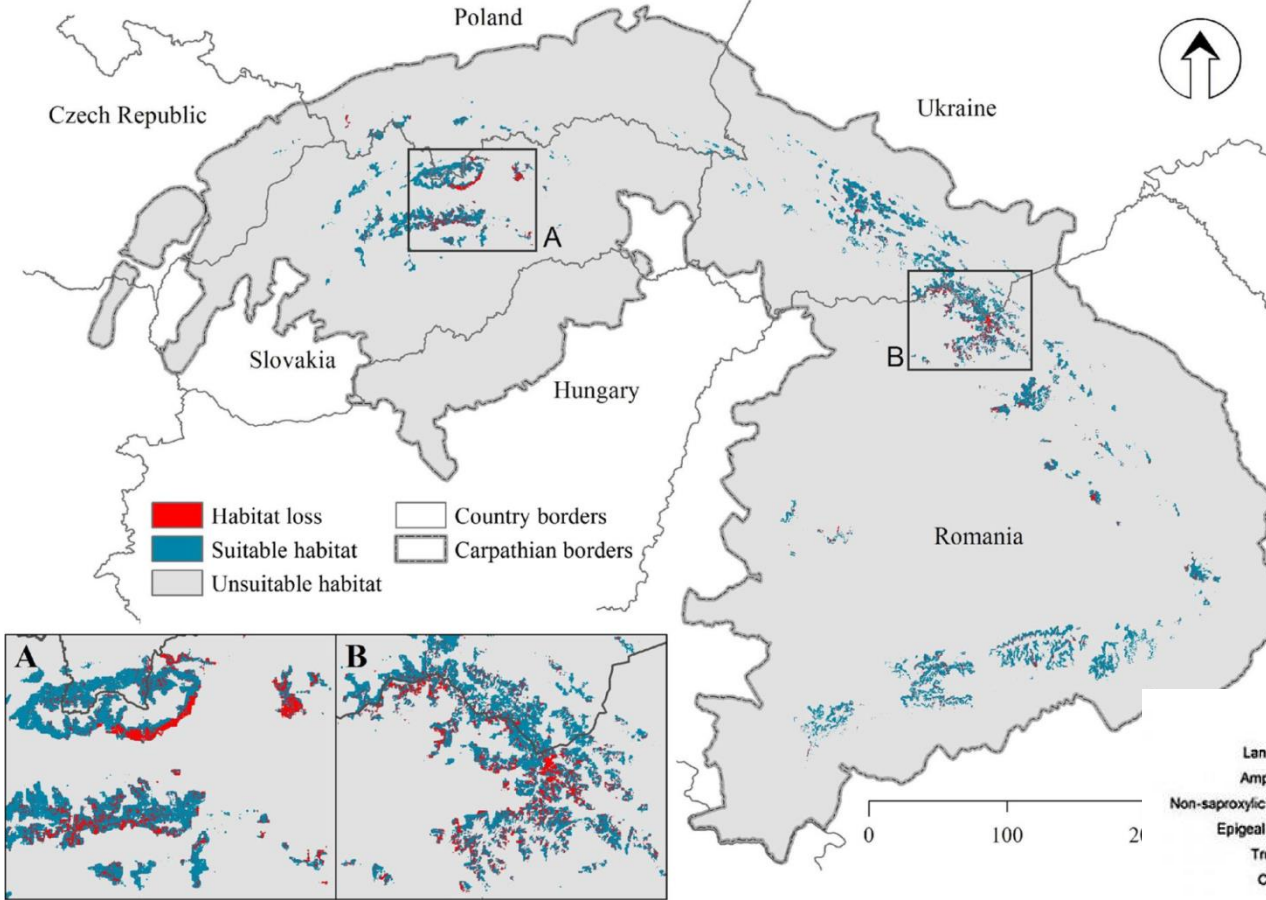 Poland
Czech Republic
Ukraine
A
Slovakia
B
Hungary
Habitat loss
Country borders
Suitable habitat
Carpathian borders
Unsuitable habitat
Romania
A
B
0
100
Non-saproxylic
Epigeal